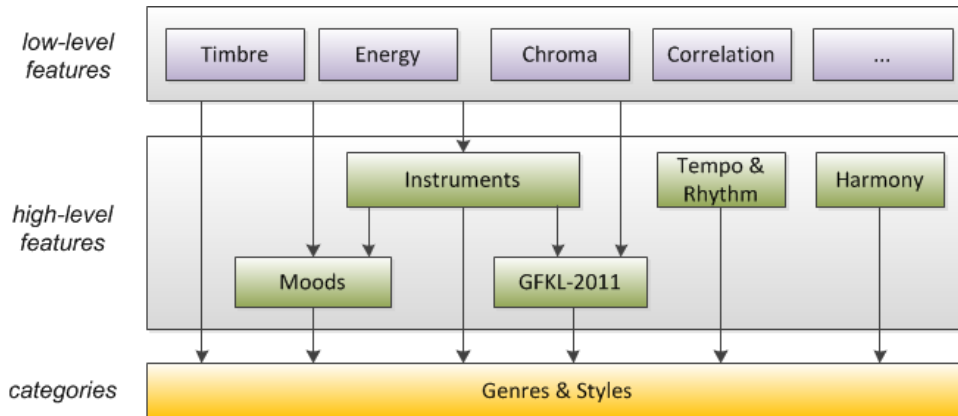 low-level
features
Timbre
Energy
Chroma
Correlation
...
high-level
features
Instruments
Tempo &
Rhythm
Harmony
Moods
GFKL-2011
categories
Genres & Styles